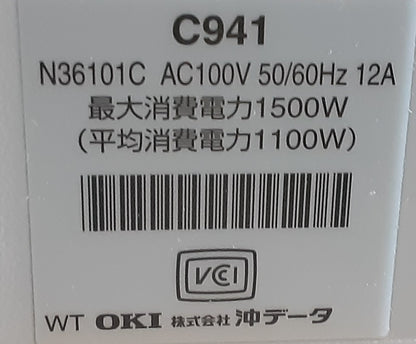 C941
N36101C AC100V 50/60Hz 12A
最大消費電力1500W
(平均消費電力1100W)
VCCI
WT OKI 株式会社 沖データ